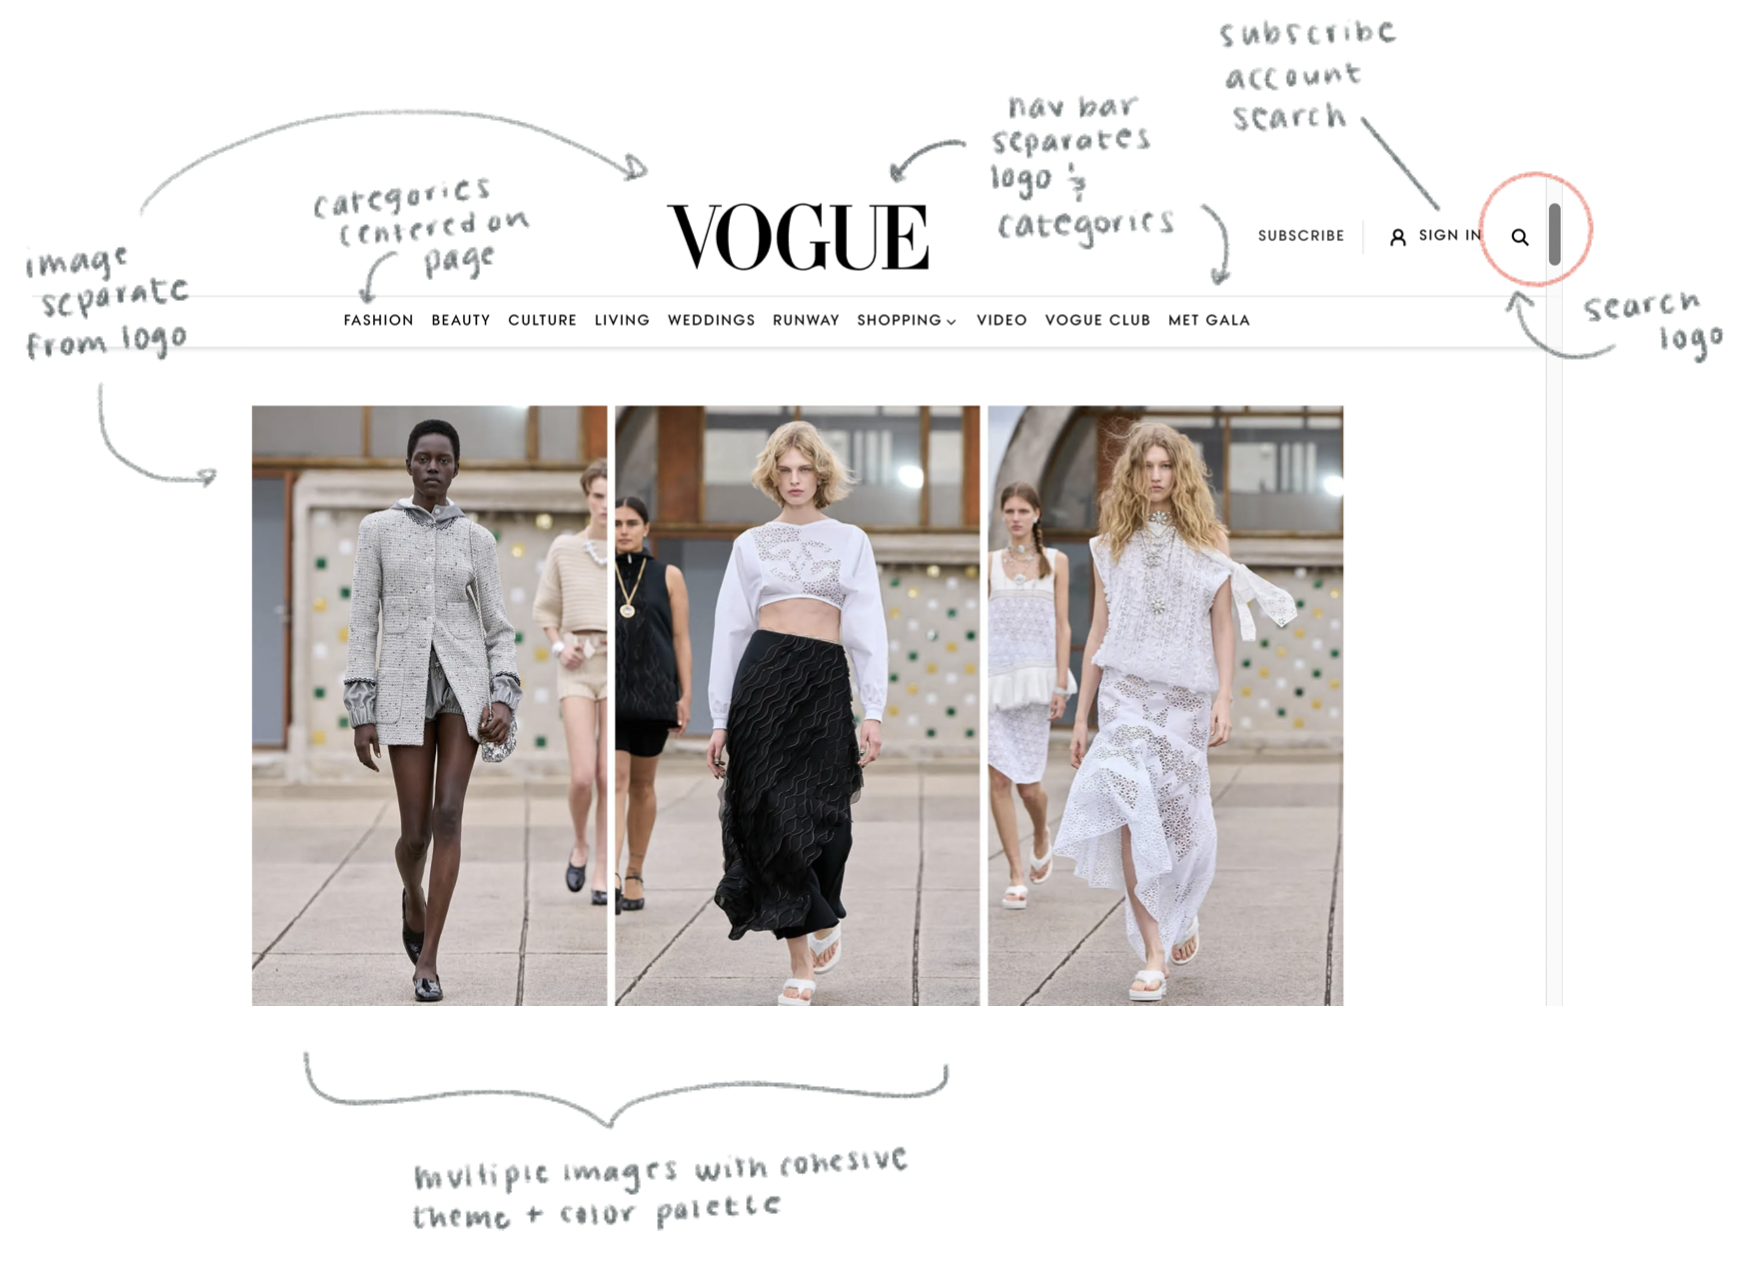 subscribe
account
search
nav bar
separates
logo &
categories
categories
centered on
page
image
separate
from logo
VOGUE
SUBSCRIBE
SIGN IN
search
logo
FASHION BEAUTY CULTURE LIVING WEDDINGS RUNWAY SHOPPING VIDEO VOGUE CLUB MET GALA
multiple images with cohesive
theme + color palette